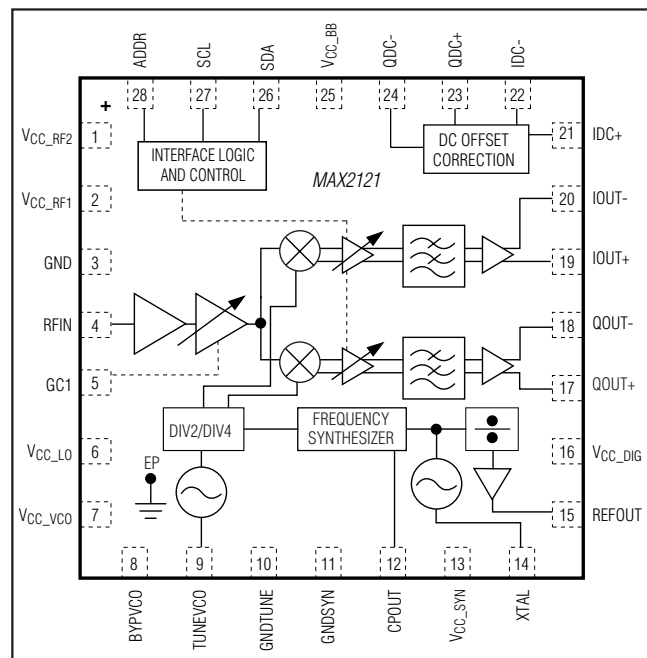 ADDR
SCL
SDA
VCC_BB
QDC-
QDC+
IDC-
28
27
26
25
24
23
22
+
VCC_RF2
1
INTERFACE LOGIC
AND CONTROL
MAX2121
DC OFFSET
CORRECTION
21
IDC+
VCC_RF1
2
20
IOUT-
GND
3
19
IOUT+
RFIN
4
18
QOUT-
GC1
5
17
QOUT+
DIV2/DIV4
FREQUENCY
SYNTHESIZER
VCC_LO
6
EP
16
VCC_DIG
VCC_VCO
7
15
REFOUT
8
9
10
11
12
13
14
BYPVCO
TUNEVCO
GNDTUNE
GNDSYN
CPOUT
VCC_SYN
XTAL